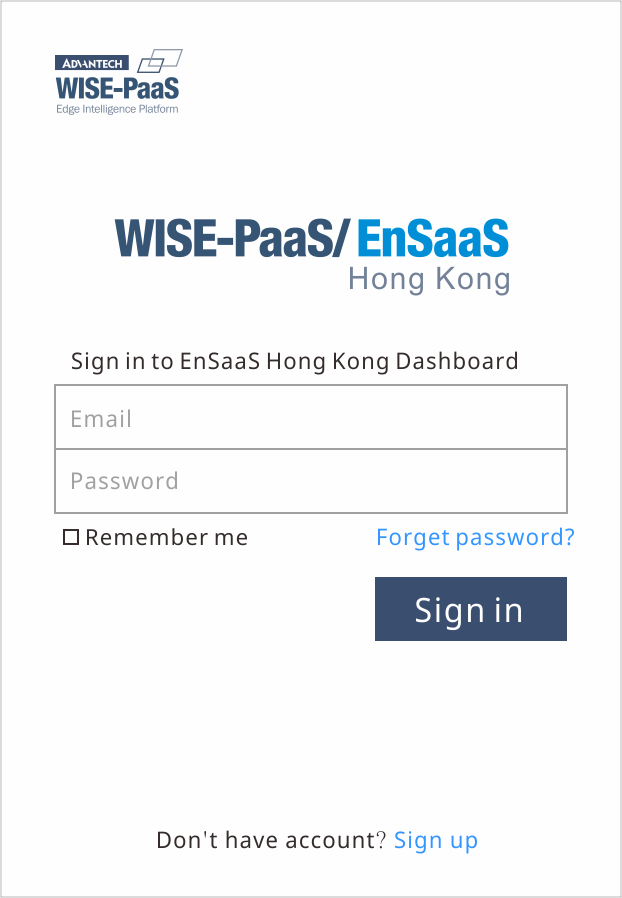 ADVANTECH
WISE-PaaS
Edge Intelligence Platform
WISE-PaaS/EnSaaS
Hong Kong
Sign in to EnSaaS Hong Kong Dashboard
Email
Password
Remember me Forget password?
Sign in
Don't have account? Sign up